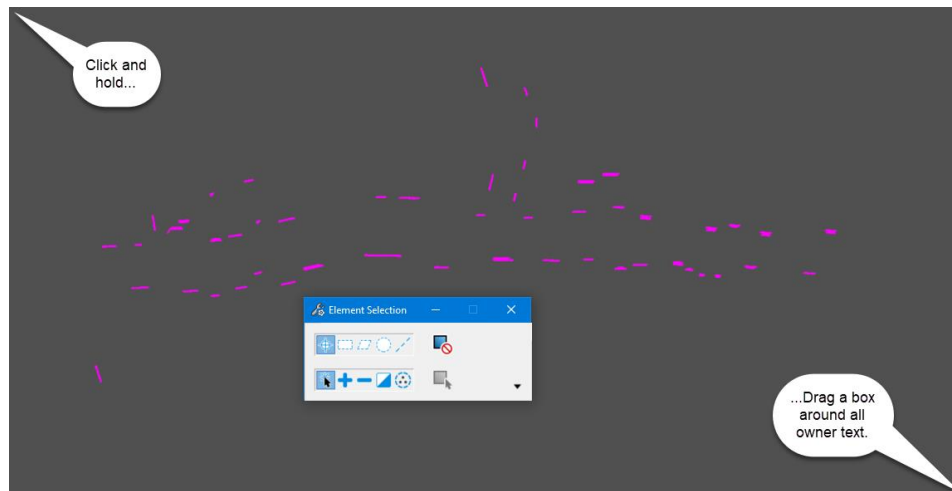 Click and
hold...
Element Selection
...Drag a box
around all
owner text.